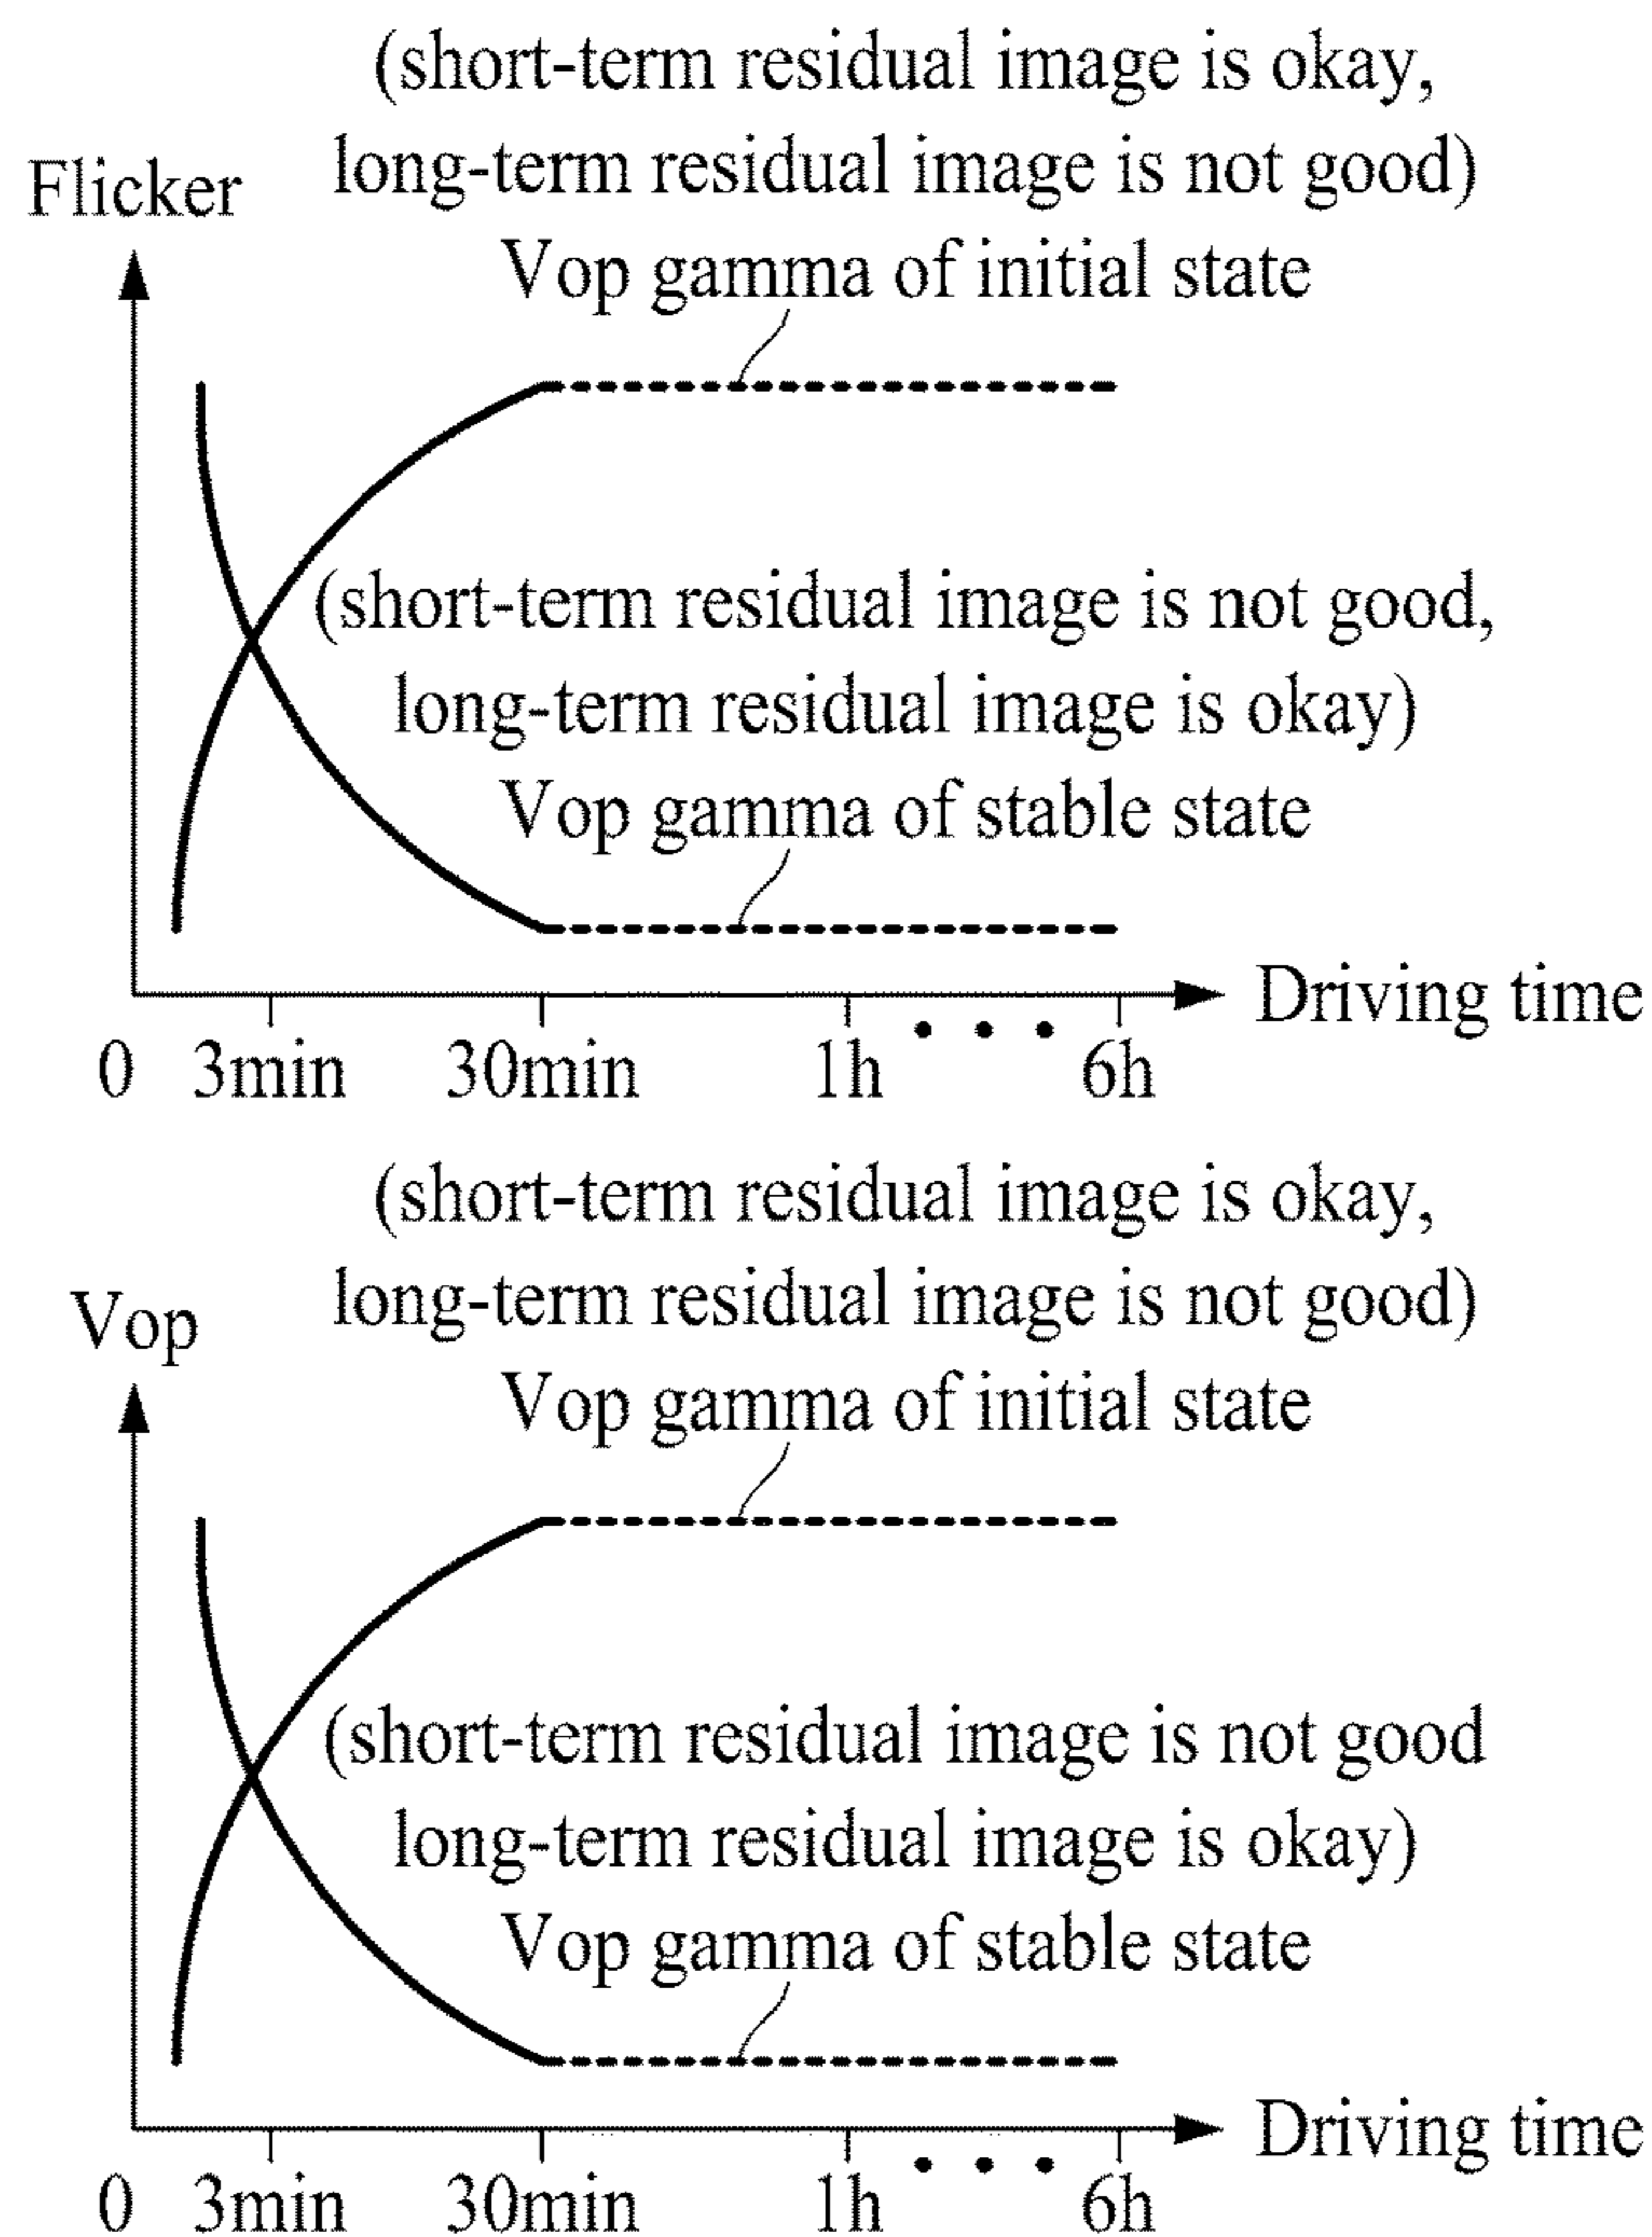 (short-term residual image is okay,
long-term residual image is not good)
Flicker
Vop gamma of initial state
(short-term residual image is not good,
long-term residual image is okay)
Vop gamma of stable state
Driving time
0 3min 30min 1h 6h
(short-term residual image is okay,
long-term residual image is not good)
Vop
Vop gamma of initial state
(short-term residual image is not good
long-term residual image is okay)
Vop gamma of stable state
Driving time
0 3min 30min 1h 6h